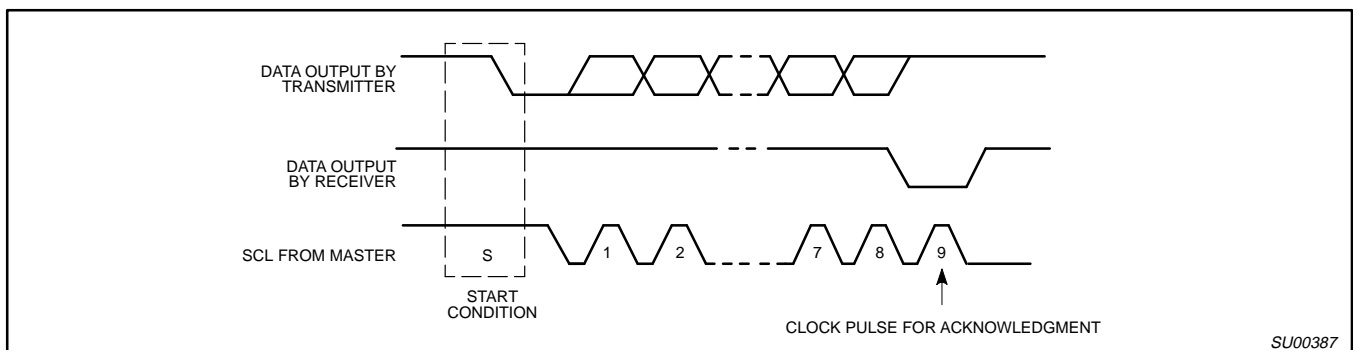 DATA OUTPUT BY
TRANSMITTER
DATA OUTPUT
BY RECEIVER
SCL FROM MASTER
S
1
2
7
8
9
START
CONDITION
CLOCK PULSE FOR ACKNOWLEDGMENT
SU00387